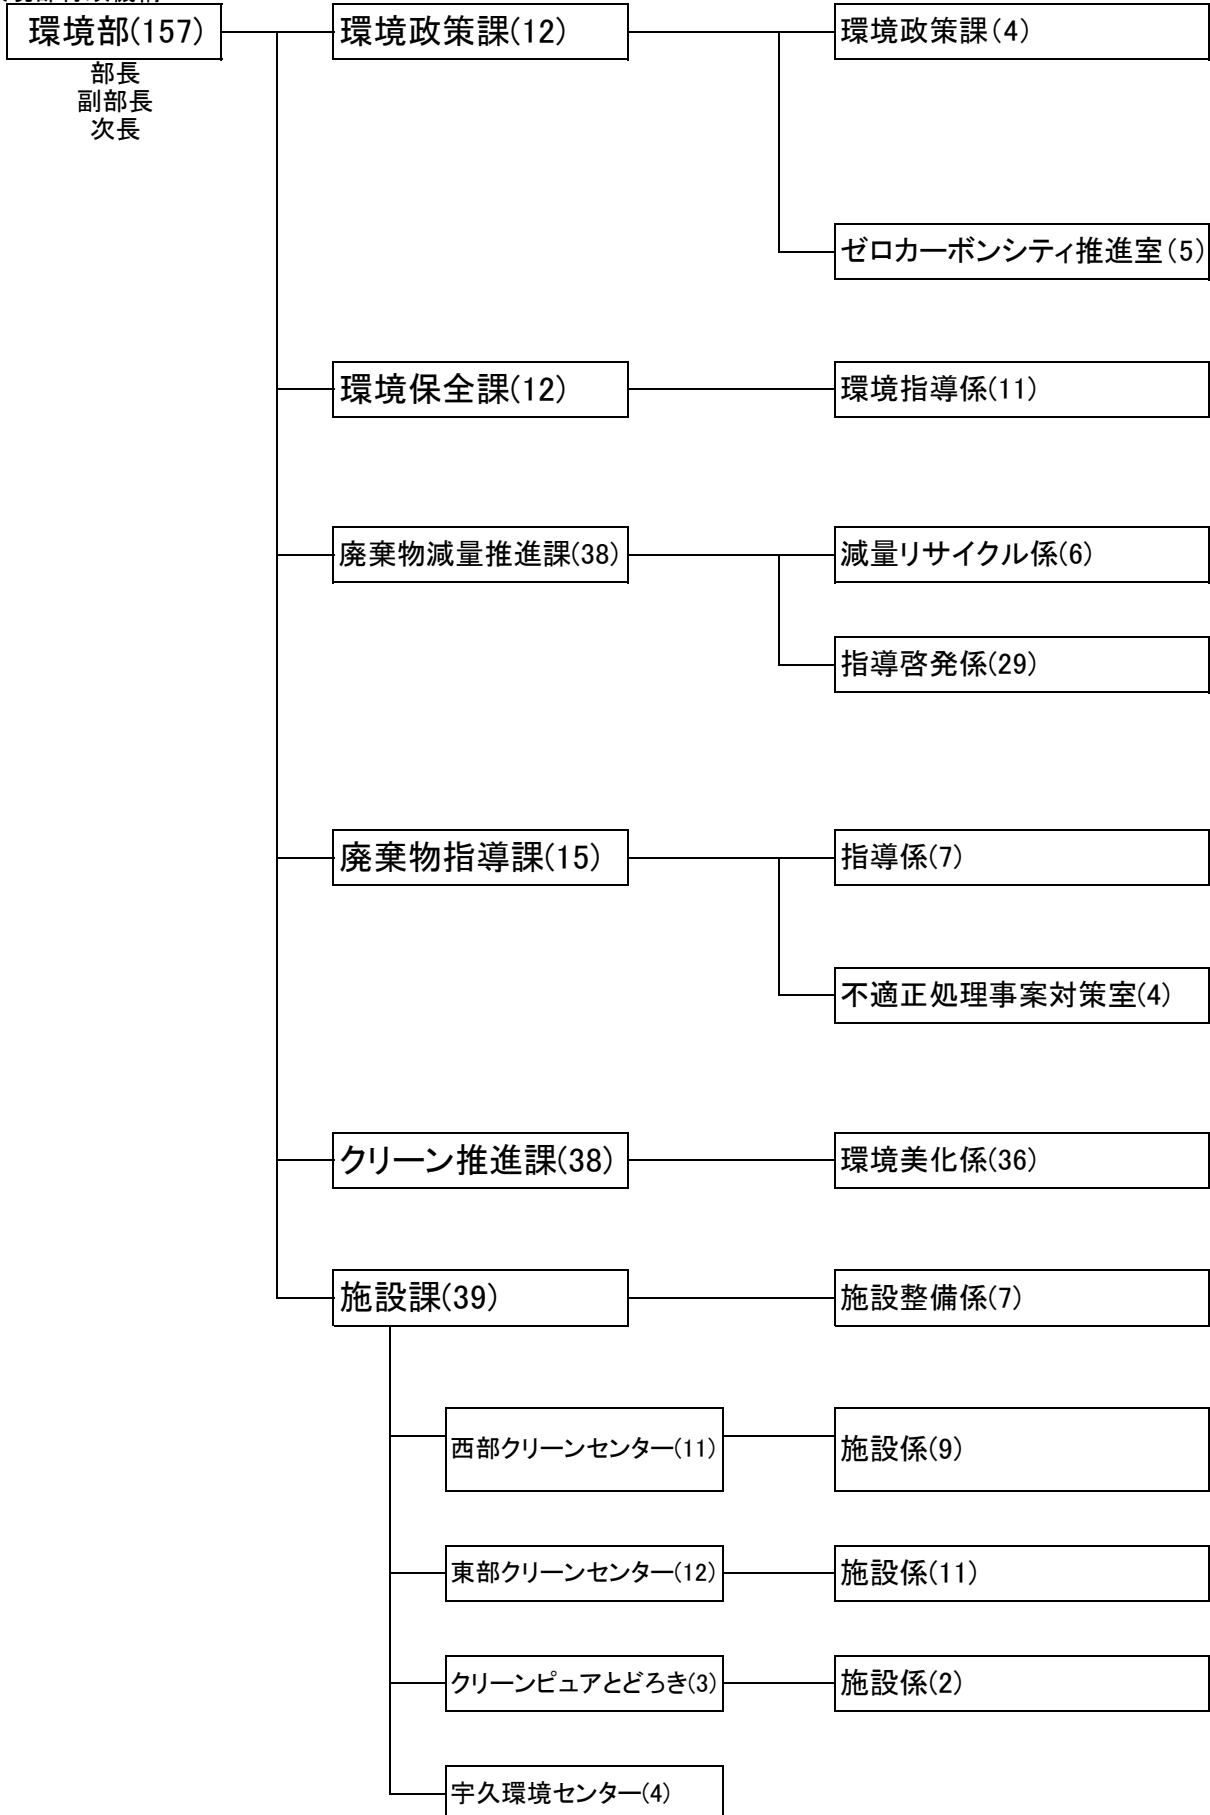 環境部(157)
部長
副部長
次長
環境政策課(12)
環境政策課(4)
ゼロカーボンシティ推進室(5)
環境保全課(12)
環境指導係(11)
廃棄物減量推進課(38)
減量リサイクル係(6)
指導啓発係(29)
廃棄物指導課(15)
指導係(7)
不適正処理事案対策室(4)
クリーン推進課(38)
環境美化係(36)
施設課(39)
施設整備係(7)
西部クリーンセンター(11)
施設係(9)
東部クリーンセンター(12)
施設係(11)
クリーンピュアとどろき(3)
施設係(2)
宇久環境センター(4)